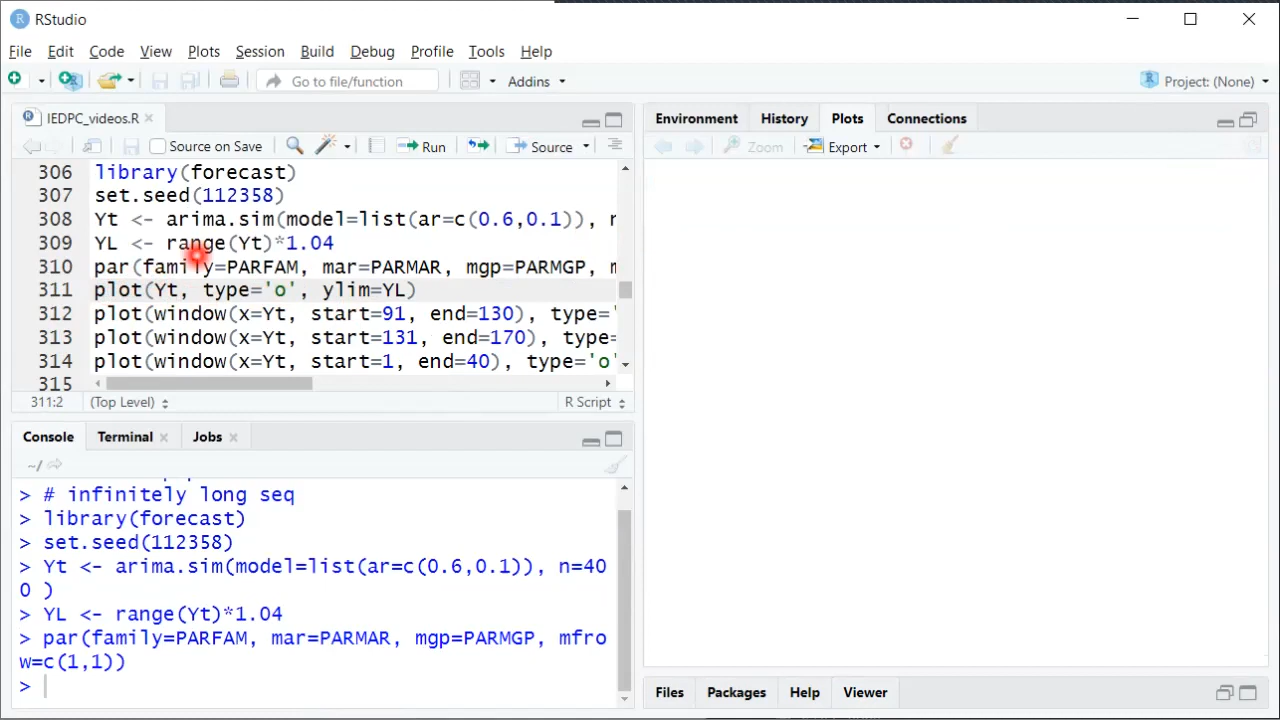 RStudio
File Edit Code View Plots Session Build Debug Profile Tools Help
Go to file/function Addins Project: (None)
IEDPC_videos.R
Source on Save Run Source
306 library(forecast)
307 set.seed(112358)
308 Yt <- arima.sim(model=list(ar=c(0.6,0.1)), n
309 YL <- range(Yt)*1.04
310 par(family=PARFAM, mar=PARMAR, mgp=PARMGP, m
311 plot(Yt, type='o', ylim=YL)
312 plot(window(x=Yt, start=91, end=130), type='
313 plot(window(x=Yt, start=131, end=170), type=
314 plot(window(x=Yt, start=1, end=40), type='o'
315
311:2 (Top Level) R Script
Console Terminal Jobs
~/
> # infinitely long seq
> library(forecast)
> set.seed(112358)
> Yt <- arima.sim(model=list(ar=c(0.6,0.1)), n=40
0 )
> YL <- range(Yt)*1.04
> par(family=PARFAM, mar=PARMAR, mgp=PARMGP, mfro
w=c(1,1))
>
Environment History Plots Connections
Zoom Export
Files Packages Help Viewer